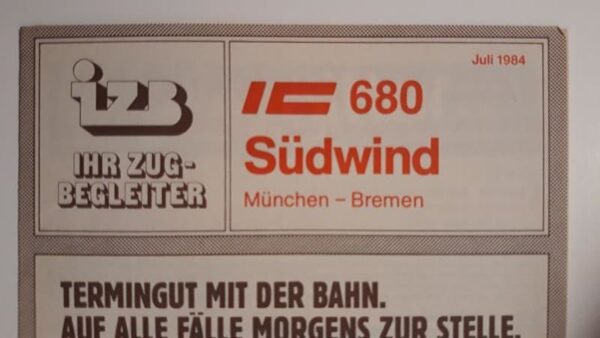 Juli 1984
izb
IHR ZUG-
BEGLEITER
IC 680
Südwind
München – Bremen
TERMINGUT MIT DER BAHN.
AUF ALLE FÄLLE MORGENS ZUR STELLE.